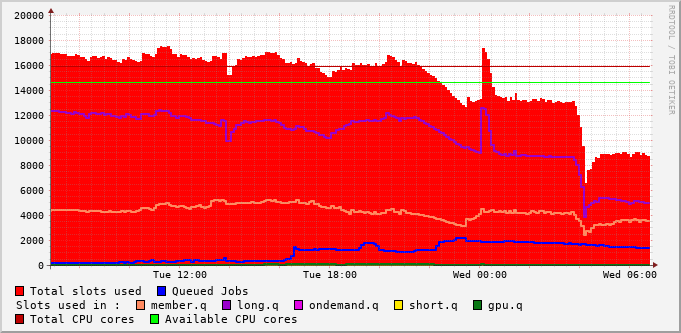 20000
18000
16000
14000
12000
10000
8000
6000
4000
2000
0
Tue 12:00 Tue 18:00 Wed 00:00 Wed 06:00
RRDTOOL / TOBI OETIKER
Total slots used Queued Jobs
Slots used in : member.q long.q ondemand.q short.q gpu.q
Total CPU cores Available CPU cores